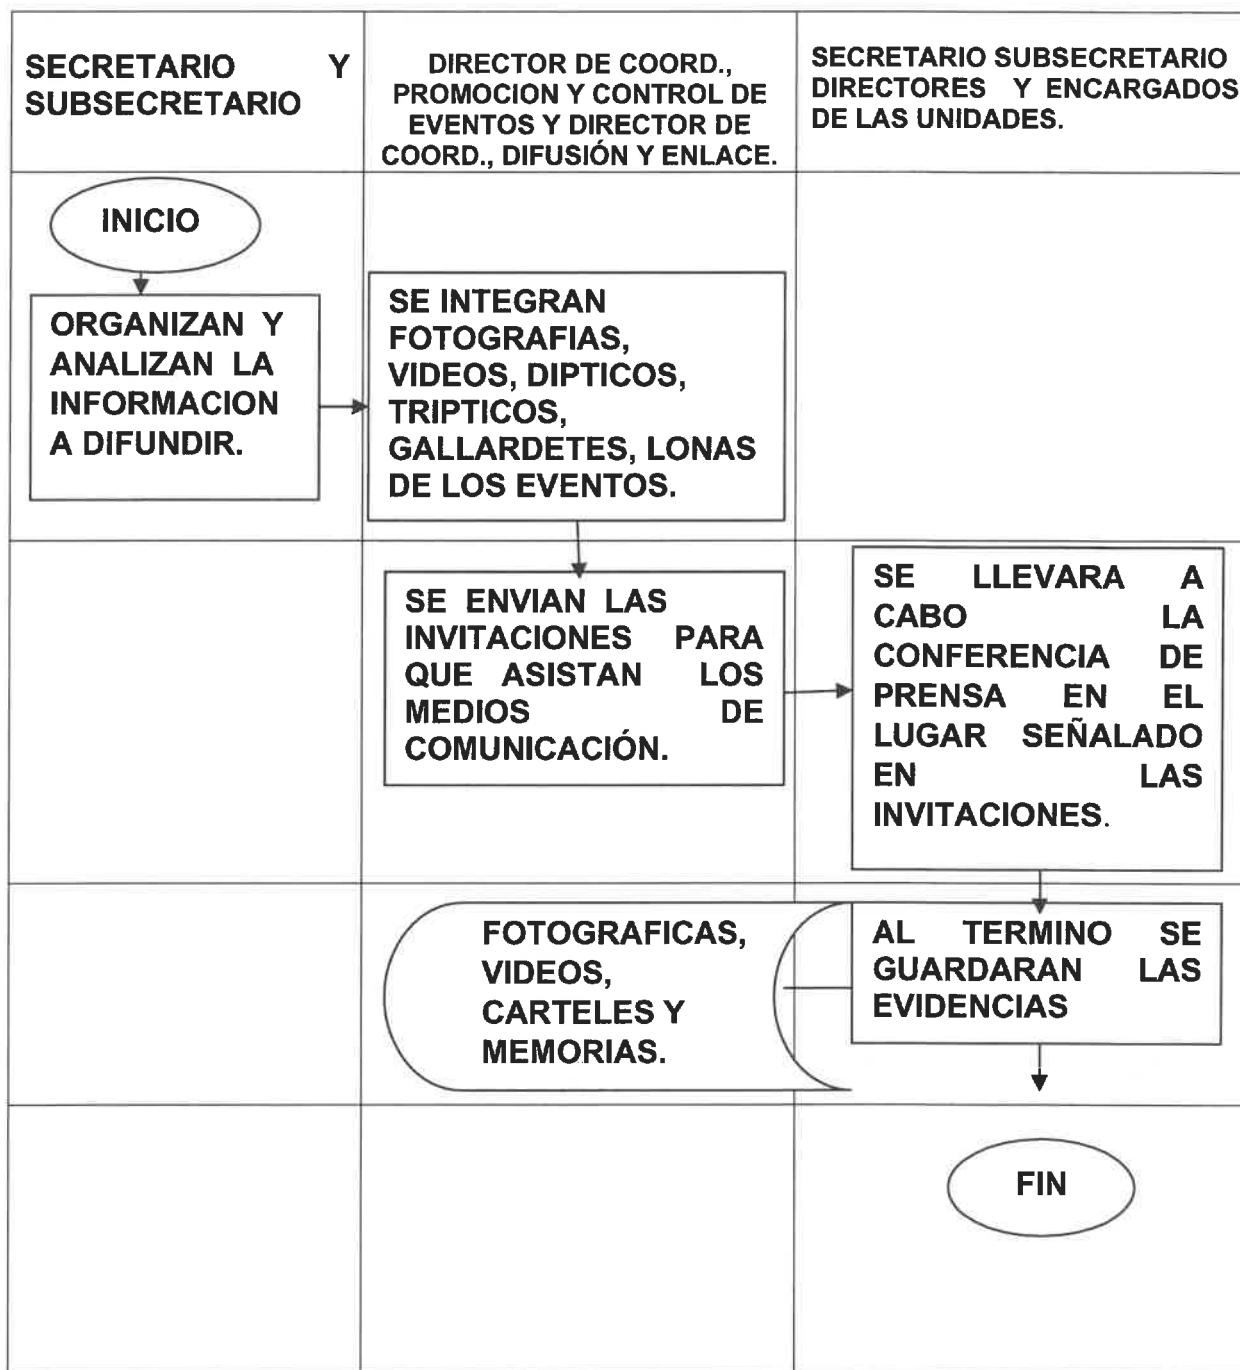 SECRETARIO Y
SUBSECRETARIO
DIRECTOR DE COORD.,
PROMOCION Y CONTROL DE
EVENTOS Y DIRECTOR DE
COORD., DIFUSIÓN Y ENLACE.
SECRETARIO SUBSECRETARIO
DIRECTORES Y ENCARGADOS
DE LAS UNIDADES.
INICIO
ORGANIZAN Y
ANALIZAN LA
INFORMACION
A DIFUNDIR.
SE INTEGRAN
FOTOGRAFIAS,
VIDEOS, DIPTICOS,
TRIPTICOS,
GALLARDETES, LONAS
DE LOS EVENTOS.
SE ENVIAN LAS
INVITACIONES PARA
QUE ASISTAN LOS
MEDIOS DE
COMUNICACIÓN.
SE LLEVARA A
CABO LA
CONFERENCIA DE
PRENSA EN EL
LUGAR SEÑALADO
EN LAS
INVITACIONES.
FOTOGRAFICAS,
VIDEOS,
CARTELES Y
MEMORIAS.
AL TERMINO SE
GUARDARAN LAS
EVIDENCIAS
FIN